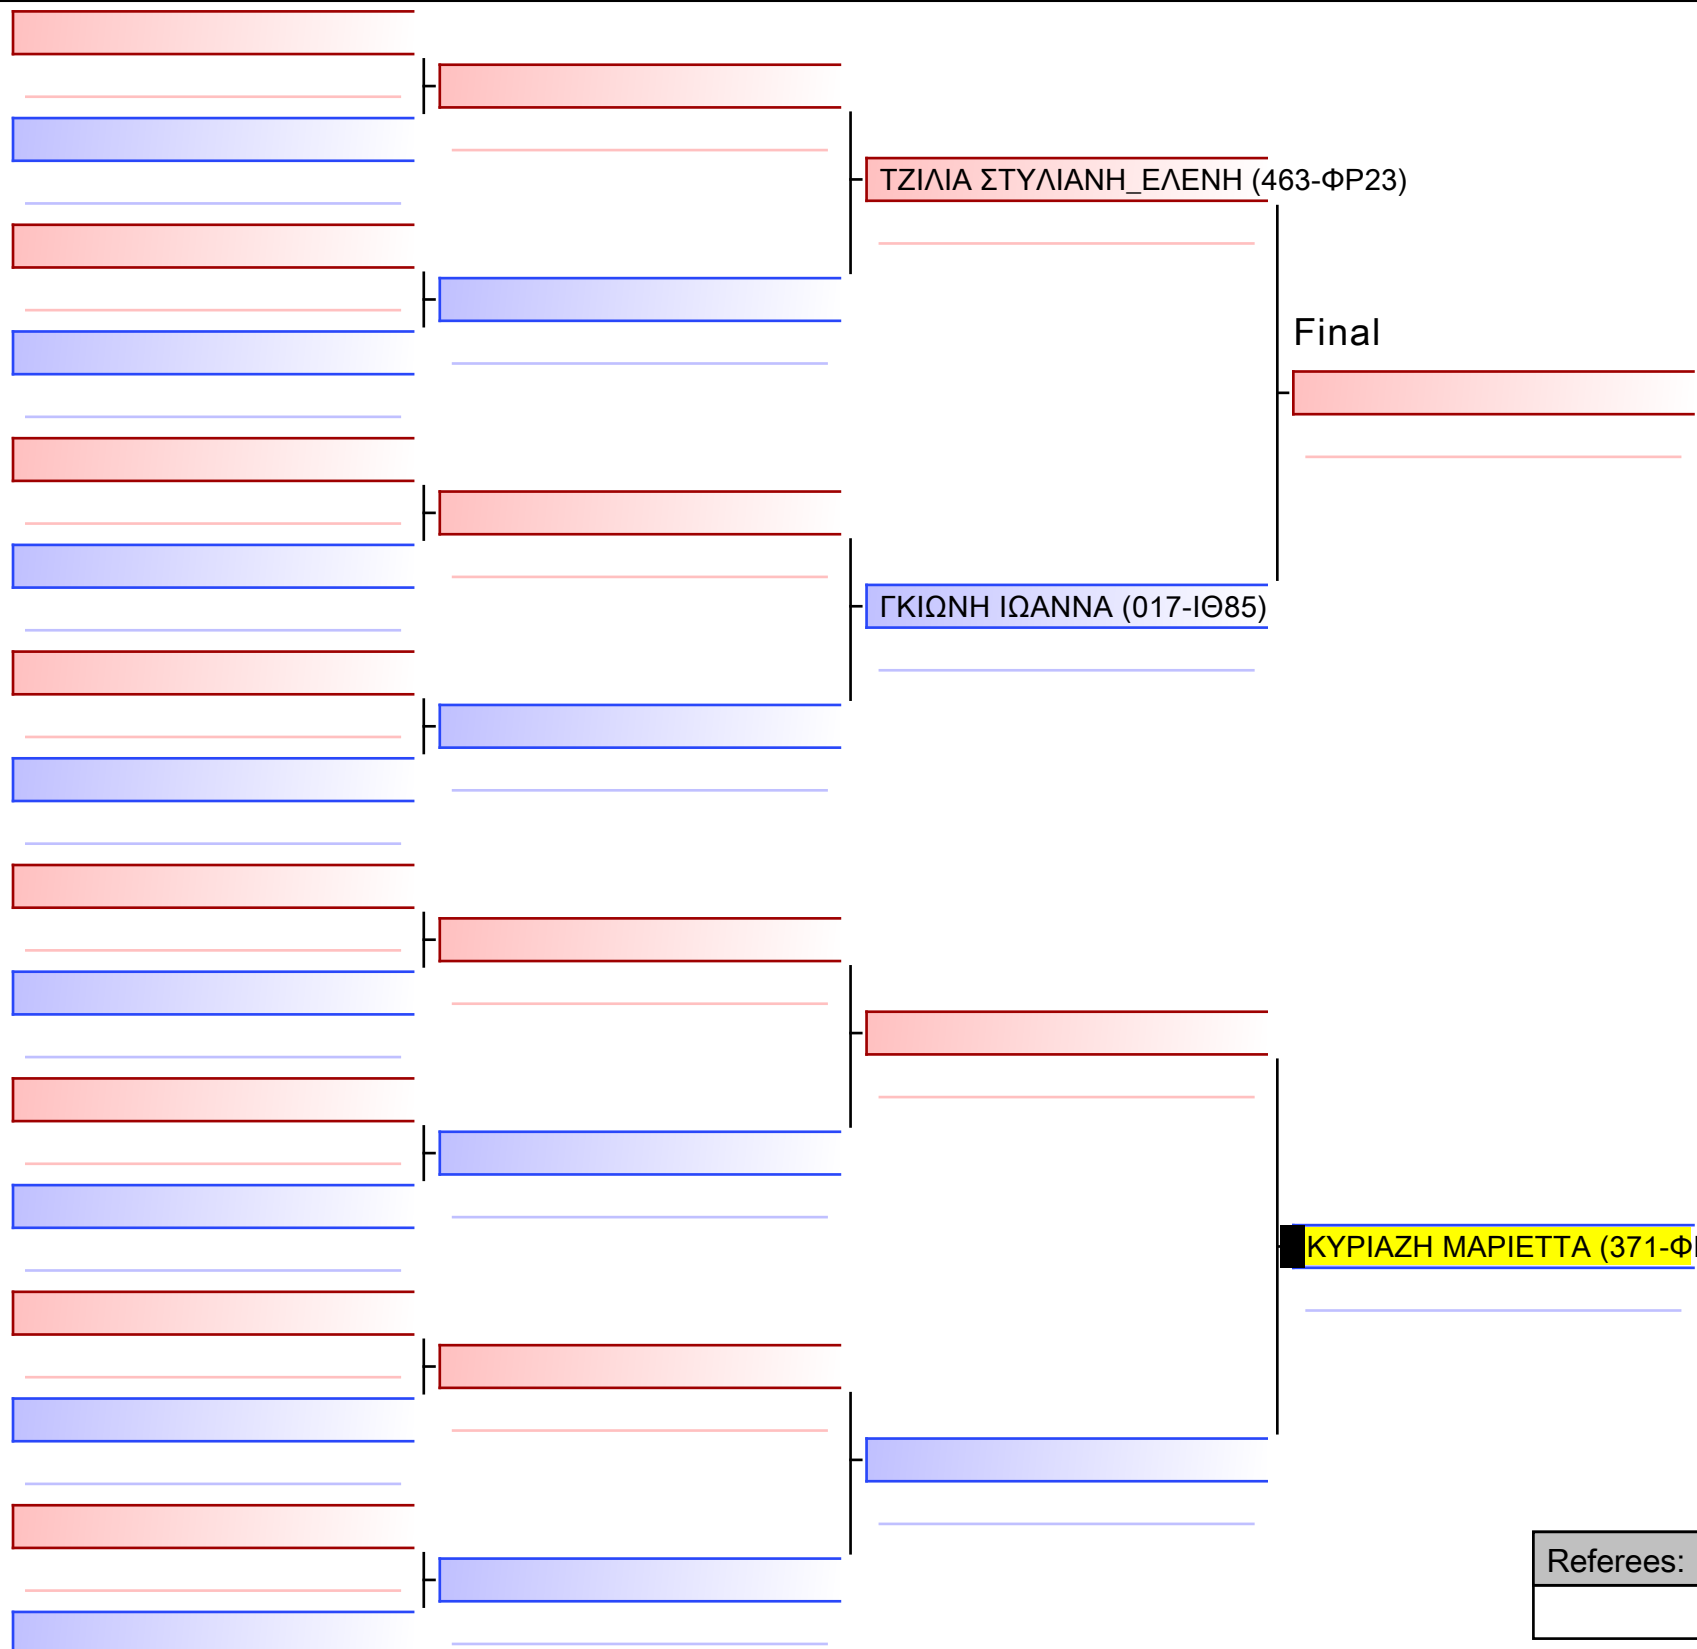 ΤΖΙΛΙΑ ΣΤΥΛΙΑΝΗ_ΕΛΕΝΗ (463-ΦΡ23)
Final
ΓΚΙΩΝΗ ΙΩΑΝΝΑ (017-ΙΘ85)
ΚΥΡΙΑΖΗ ΜΑΡΙΕΤΤΑ (371-Φ
Referees: